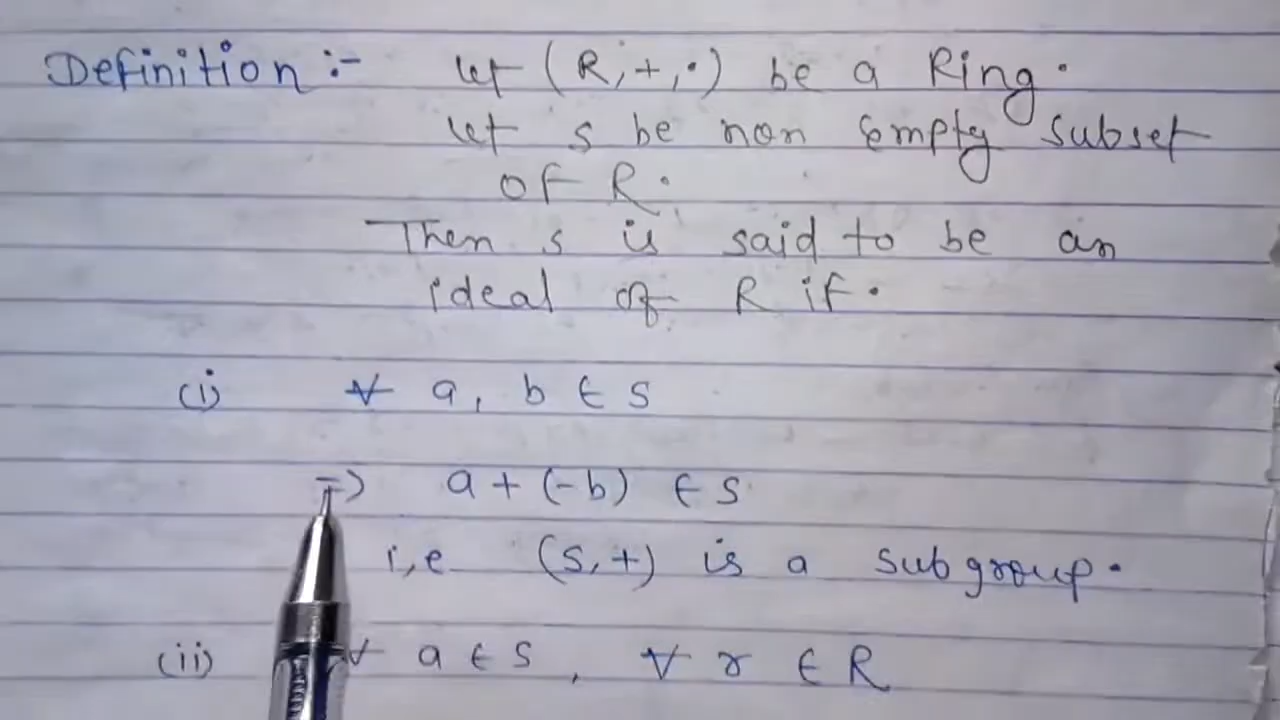 Definition :- let (R, +, ·) be a Ring.
let s be non empty subset
of R.
Then s is said to be an
ideal of R if.
(i) ∀ a, b ∈ s
=> a + (-b) ∈ s
i,e (s, +) is a subgroup.
(ii) ∀ a ∈ s, ∀ r ∈ R